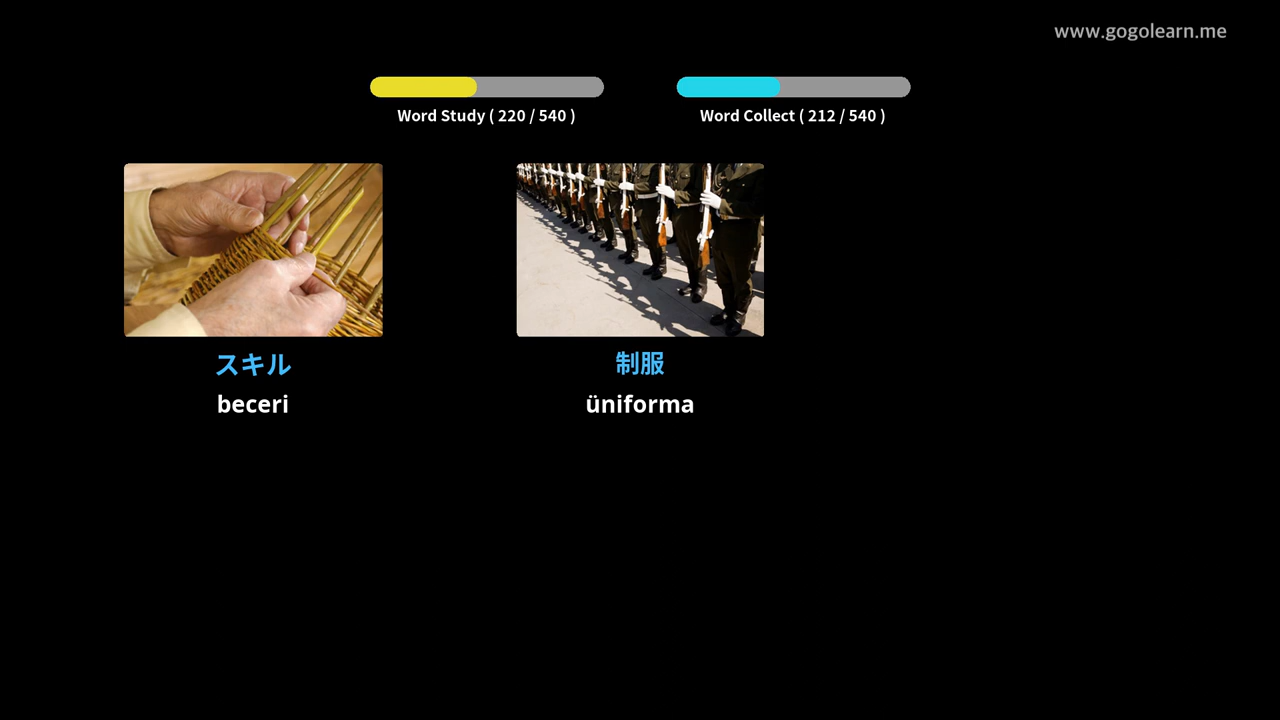 www.gogolearn.me
Word Study ( 220 / 540 )
Word Collect ( 212 / 540 )
スキル
beceri
制服
üniforma